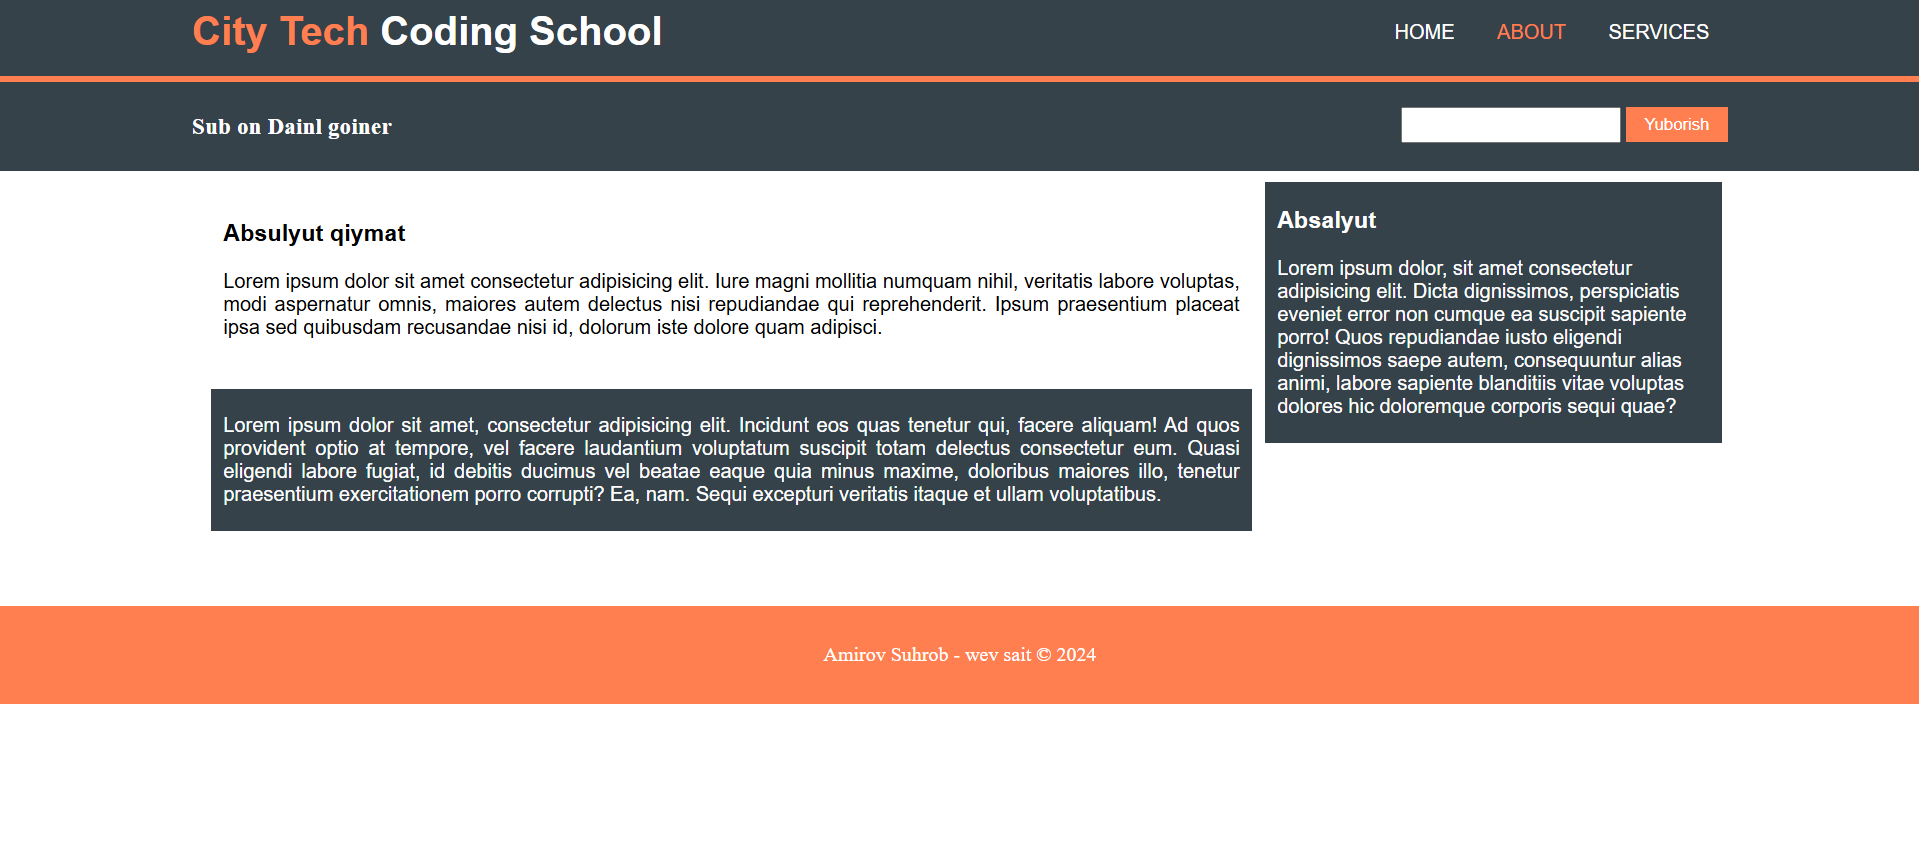 City Tech Coding School
HOME ABOUT SERVICES
Sub on Dainl goiner
Yuborish
Absulyut qiymat
Lorem ipsum dolor sit amet consectetur adipisicing elit. Iure magni mollitia numquam nihil, veritatis labore voluptas,
modi aspernatur omnis, maiores autem delectus nisi repudiandae qui reprehenderit. Ipsum praesentium placeat
ipsa sed quibusdam recusandae nisi id, dolorum iste dolore quam adipisci.
Lorem ipsum dolor sit amet, consectetur adipisicing elit. Incidunt eos quas tenetur qui, facere aliquam! Ad quos
provident optio at tempore, vel facere laudantium voluptatum suscipit totam delectus consectetur eum. Quasi
eligendi labore fugiat, id debitis ducimus vel beatae eaque quia minus maxime, doloribus maiores illo, tenetur
praesentium exercitationem porro corrupti? Ea, nam. Sequi excepturi veritatis itaque et ullam voluptatibus.
Absalyut
Lorem ipsum dolor, sit amet consectetur
adipisicing elit. Dicta dignissimos, perspiciatis
eveniet error non cumque ea suscipit sapiente
porro! Quos repudiandae iusto eligendi
dignissimos saepe autem, consequuntur alias
animi, labore sapiente blanditiis vitae voluptas
dolores hic doloremque corporis sequi quae?
Amirov Suhrob - wev sait © 2024